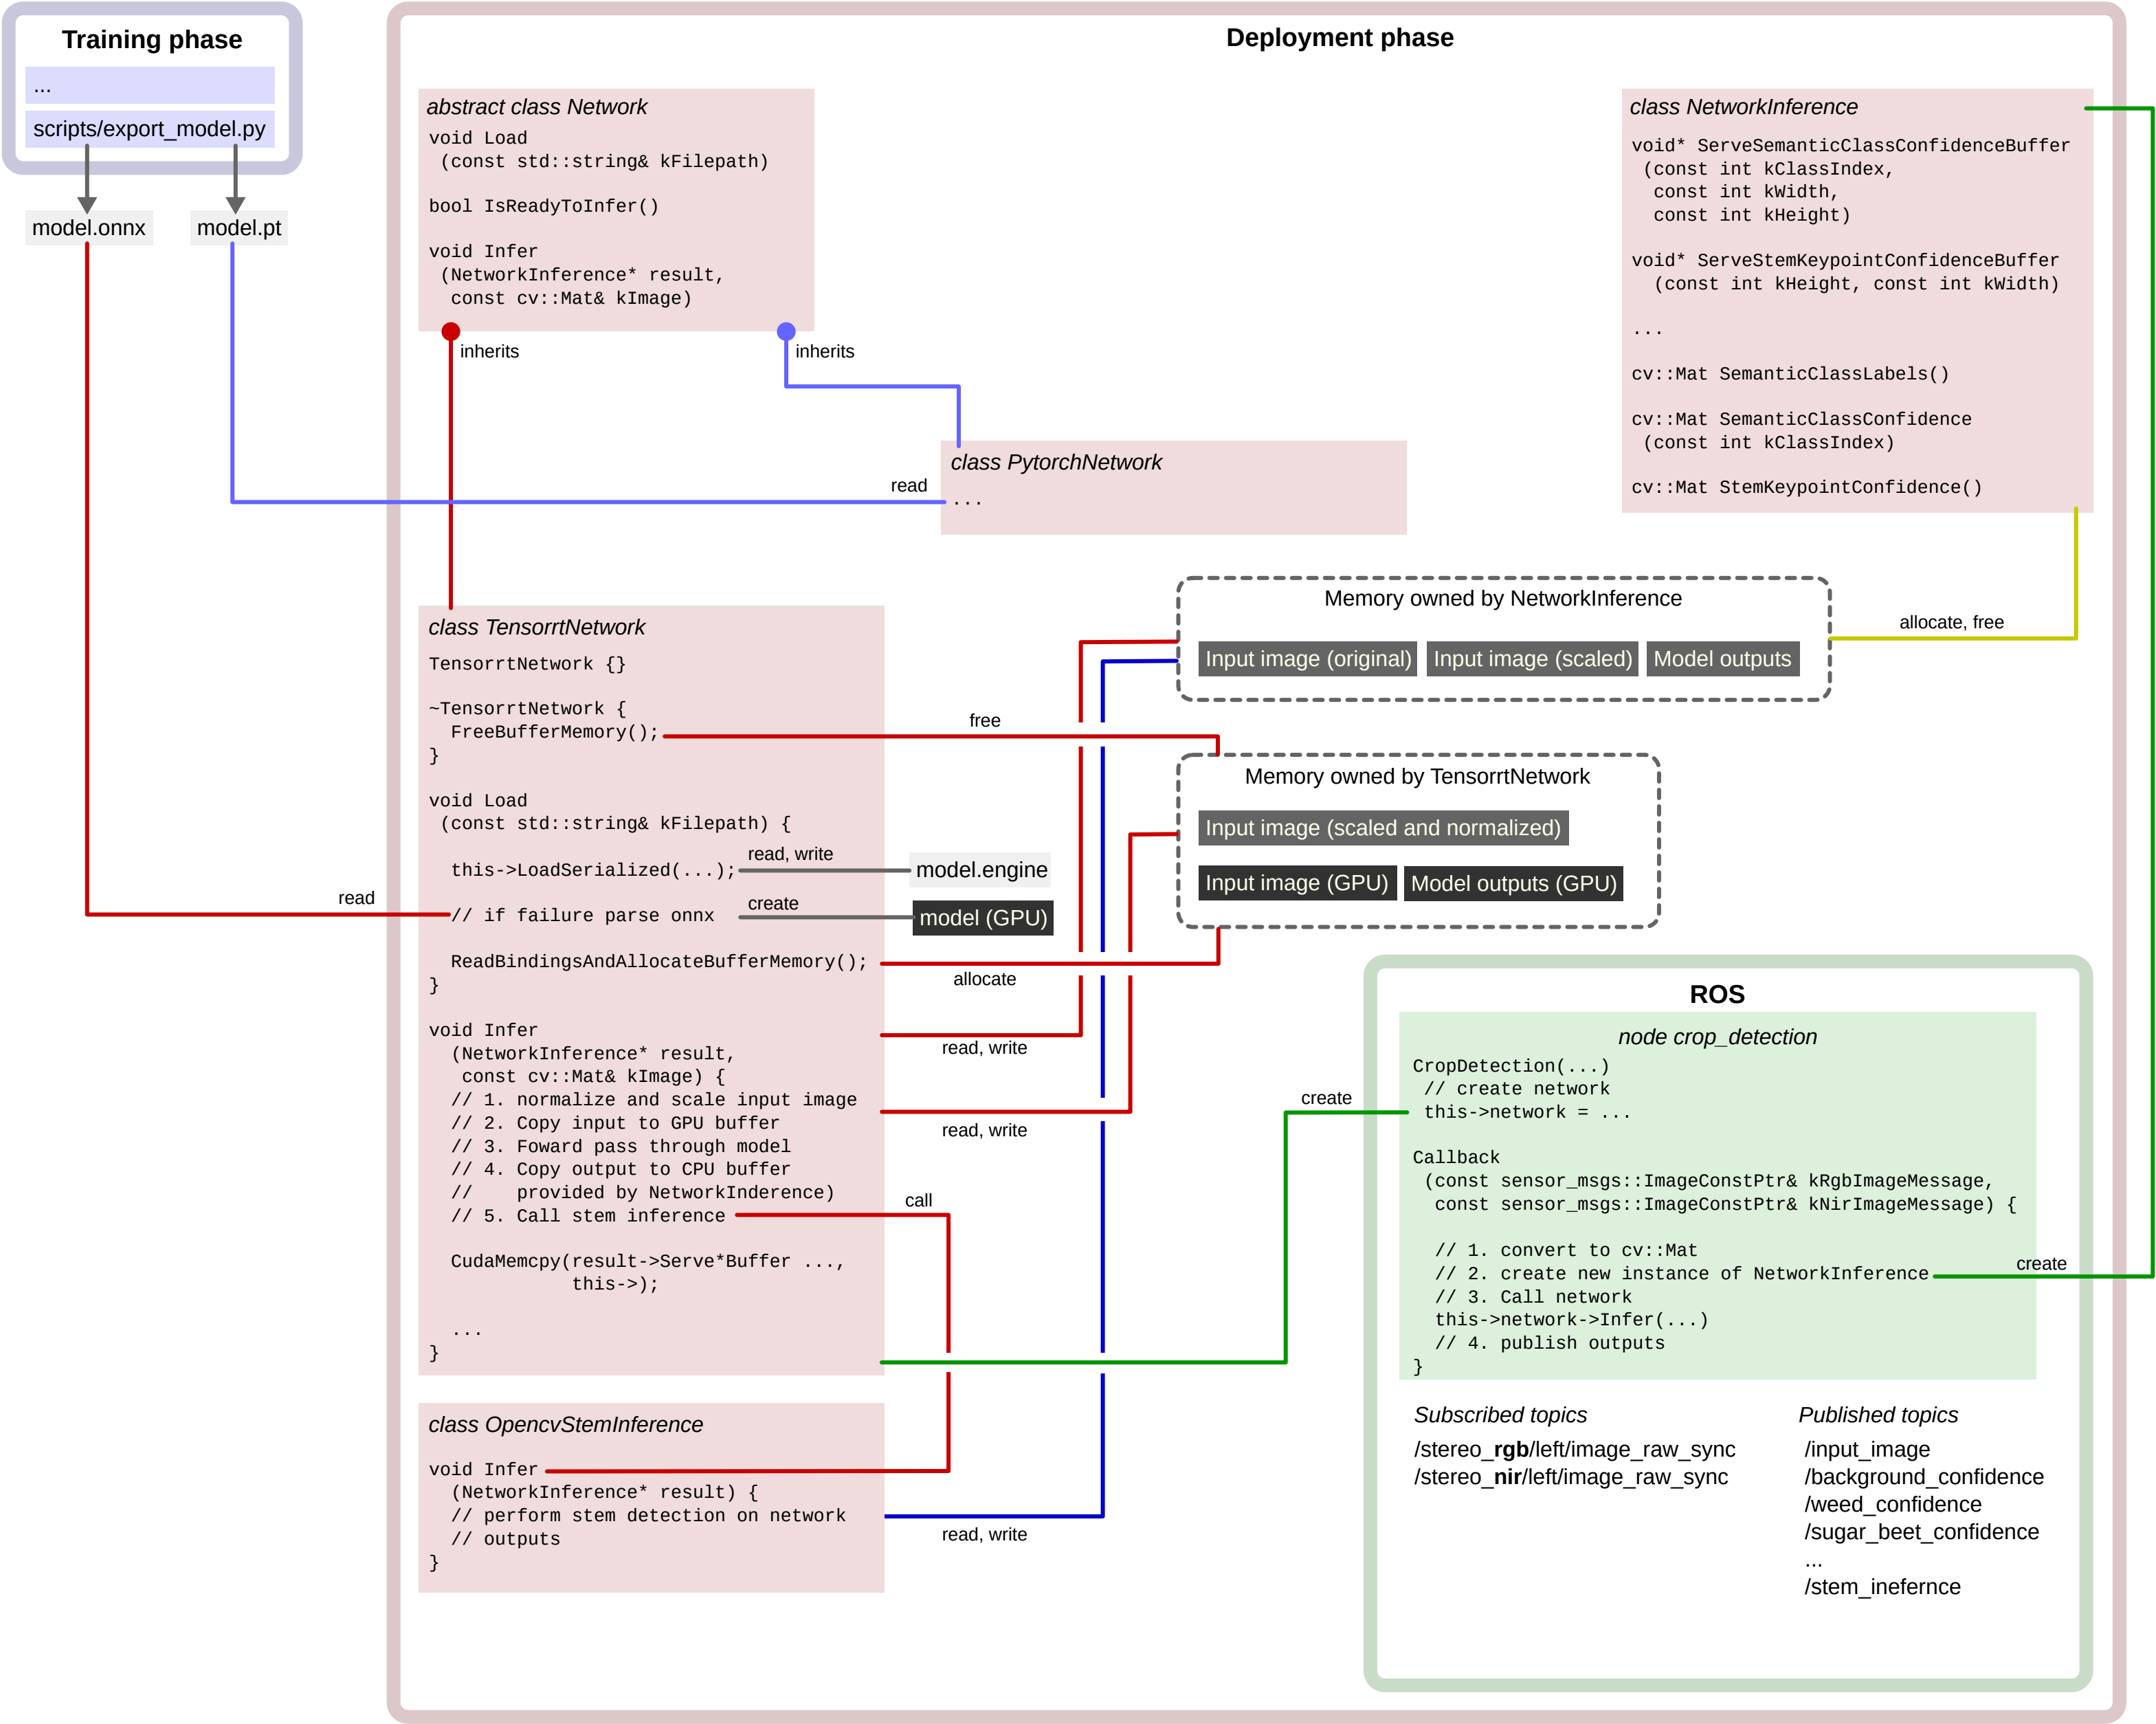 Training phase
...
scripts/export_model.py
model.onnx
model.pt
Deployment phase
abstract class Network
void Load
(const std::string& kFilepath)
bool IsReadyToInfer()
void Infer
(NetworkInference* result,
const cv::Mat& kImage)
inherits
inherits
class NetworkInference
void* ServeSemanticClassConfidenceBuffer
(const int kClassIndex,
const int kWidth,
const int kHeight)
void* ServeStemKeypointConfidenceBuffer
(const int kHeight, const int kWidth)
...
cv::Mat SemanticClassLabels()
cv::Mat SemanticClassConfidence
(const int kClassIndex)
cv::Mat StemKeypointConfidence()
class PytorchNetwork
...
read
Memory owned by NetworkInference
Input image (original)
Input image (scaled)
Model outputs
allocate, free
class TensorrtNetwork
TensorrtNetwork {}
~TensorrtNetwork {
FreeBufferMemory();
}
void Load
(const std::string& kFilepath) {
this->LoadSerialized(...);
// if failure parse onnx
ReadBindingsAndAllocateBufferMemory();
}
void Infer
(NetworkInference* result,
const cv::Mat& kImage) {
// 1. normalize and scale input image
// 2. Copy input to GPU buffer
// 3. Foward pass through model
// 4. Copy output to CPU buffer
//    provided by NetworkInderence)
// 5. Call stem inference
CudaMemcpy(result->Serve*Buffer ...,
this->);
...
}
free
read, write
model.engine
read
create
model (GPU)
allocate
read, write
read, write
call
Memory owned by TensorrtNetwork
Input image (scaled and normalized)
Input image (GPU)
Model outputs (GPU)
class OpencvStemInference
void Infer
(NetworkInference* result) {
// perform stem detection on network
// outputs
}
read, write
create
ROS
node crop_detection
CropDetection(...)
// create network
this->network = ...
Callback
(const sensor_msgs::ImageConstPtr& kRgbImageMessage,
const sensor_msgs::ImageConstPtr& kNirImageMessage) {
// 1. convert to cv::Mat
// 2. create new instance of NetworkInference
// 3. Call network
this->network->Infer(...)
// 4. publish outputs
}
create
Subscribed topics
/stereo_rgb/left/image_raw_sync
/stereo_nir/left/image_raw_sync
Published topics
/input_image
/background_confidence
/weed_confidence
/sugar_beet_confidence
...
/stem_inefernce